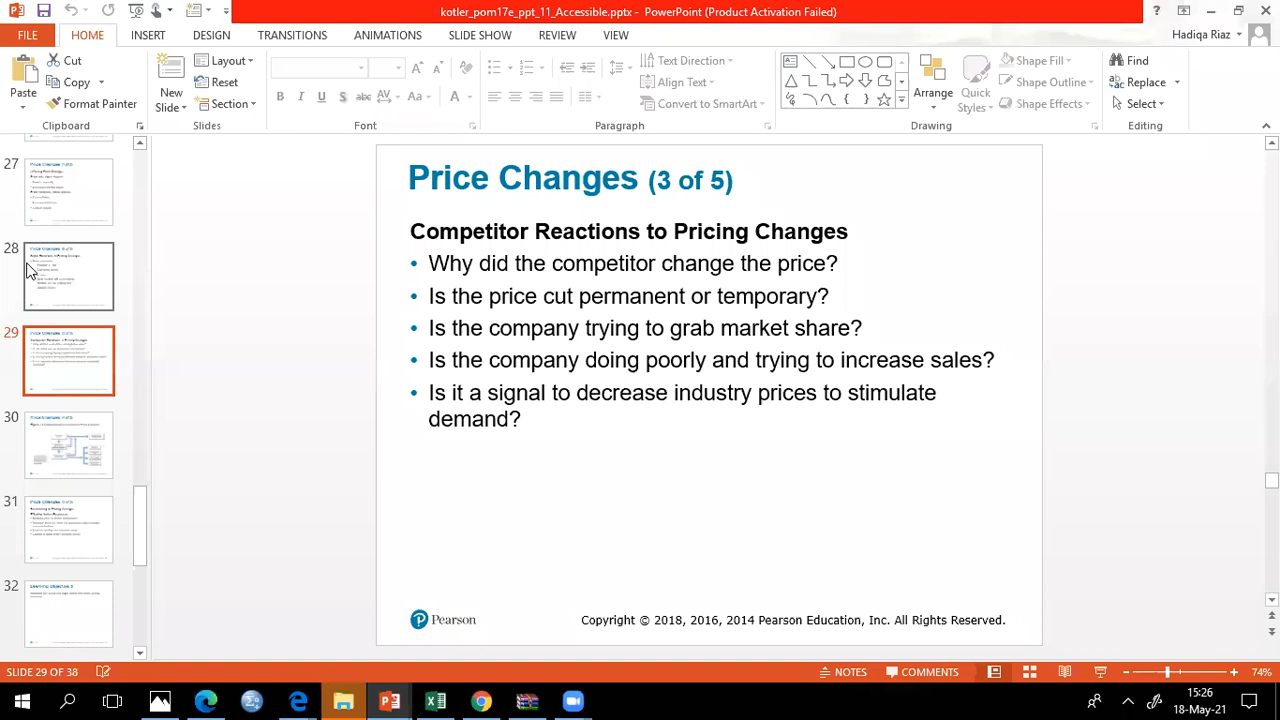 kotler_pom17e_ppt_11_Accessible.pptx - PowerPoint (Product Activation Failed)
FILE HOME INSERT DESIGN TRANSITIONS ANIMATIONS SLIDE SHOW REVIEW VIEW Hadiqa Riaz
Cut
Copy
Format Painter
Paste
Clipboard
New Slide
Layout
Reset
Section
Slides
Font
Text Direction
Align Text
Convert to SmartArt
Paragraph
Arrange
Quick Styles
Shape Fill
Shape Outline
Shape Effects
Drawing
Find
Replace
Select
Editing
27
28
29
30
31
32
Price Changes (3 of 5)
Competitor Reactions to Pricing Changes
• Why did the competitor change the price?
• Is the price cut permanent or temporary?
• Is the company trying to grab market share?
• Is the company doing poorly and trying to increase sales?
• Is it a signal to decrease industry prices to stimulate
demand?
Pearson
Copyright © 2018, 2016, 2014 Pearson Education, Inc. All Rights Reserved.
SLIDE 29 OF 38 NOTES COMMENTS 74%
15:26
18-May-21